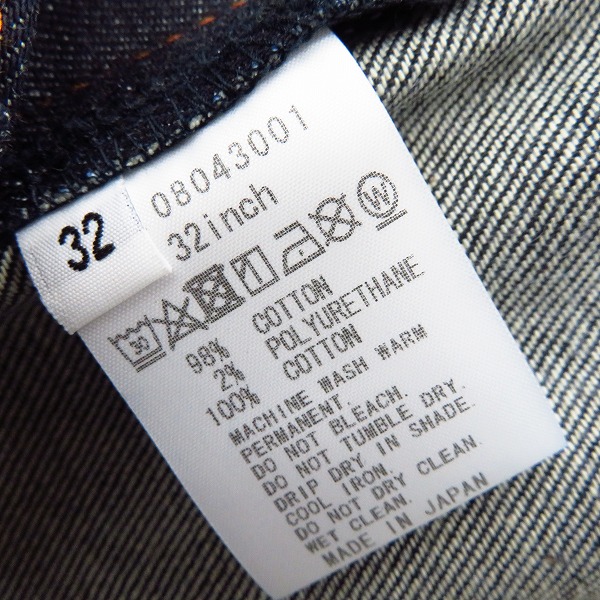 32
08043001
32inch
30 W
98% COTTON
2% POLYURETHANE
100% COTTON
MACHINE WASH WARM
PERMANENT.
DO NOT BLEACH.
DO NOT TUMBLE DRY.
DRIP DRY IN SHADE.
COOL IRON.
DO NOT DRY CLEAN.
WET CLEAN.
MADE IN JAPAN